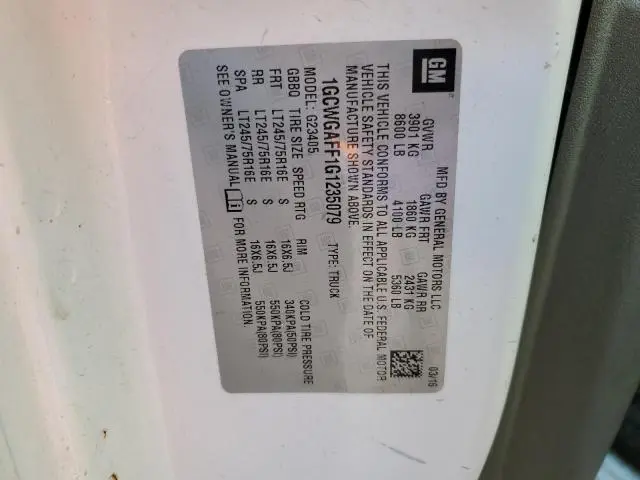 GM
MFD BY GENERAL MOTORS LLC 03/16
GVWR GAWR FRT GAWR RR
3901 KG 1860 KG 2431 KG
8600 LB 4100 LB 5360 LB
THIS VEHICLE CONFORMS TO ALL APPLICABLE U.S. FEDERAL MOTOR
VEHICLE SAFETY STANDARDS IN EFFECT ON THE DATE OF
MANUFACTURE SHOWN ABOVE.
1GCWGAFF1G1235079 TYPE: TRUCK
MODEL: G23405
GBBQ TIRE SIZE SPEED RTG RIM COLD TIRE PRESSURE
FRT LT245/75R16E S 16X6.5J 340KPA(50PSI)
RR LT245/75R16E S 16X6.5J 550KPA(80PSI)
SPA LT245/75R16E S 16X6.5J 550KPA(80PSI)
SEE OWNER'S MANUAL FOR MORE INFORMATION.